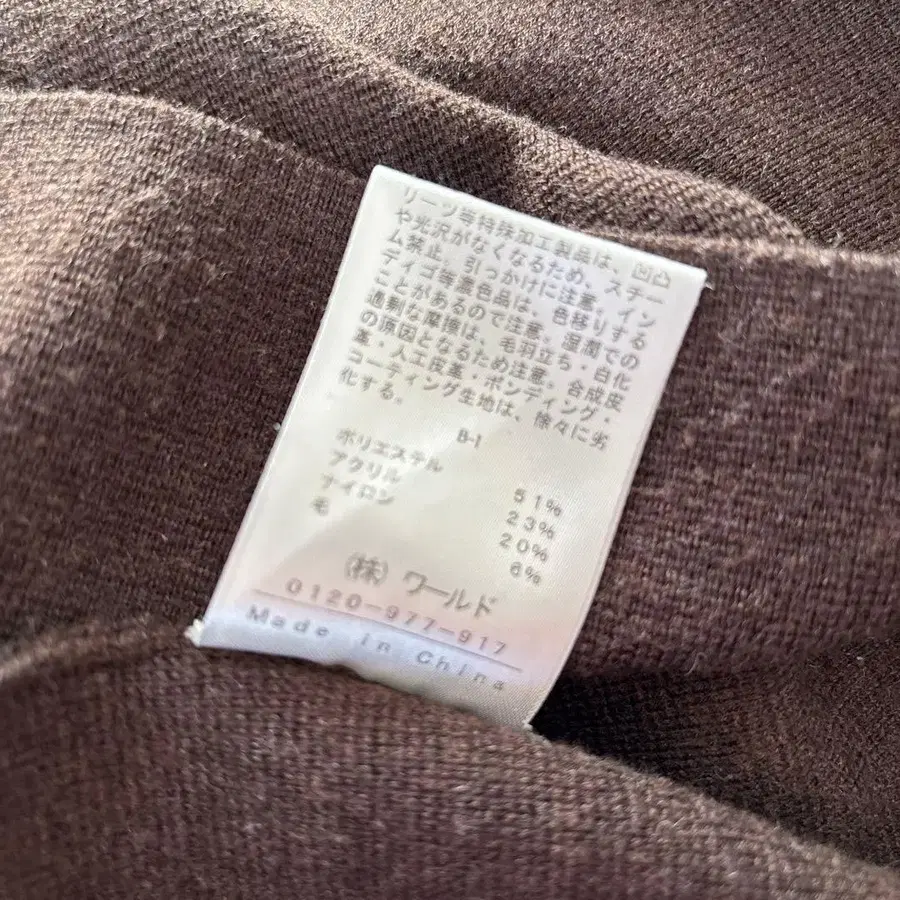 リーツ等特殊加工製品は、凹凸
や光沢がなくなるため、スチー
ム禁止。引っかけに注意。イン
ディゴ等濃色品は、色移りする
ことがあるので注意。湿潤での
過剰な摩擦は、毛羽立ち・白化
の原因となるため注意。合成皮
革・人工皮革・ボンディング・
コーティング生地は、徐々に劣
化する。
B-1
ポリエステル 51%
アクリル 23%
ナイロン 20%
毛 6%
(株) ワールド
0120-977-917
Made in China